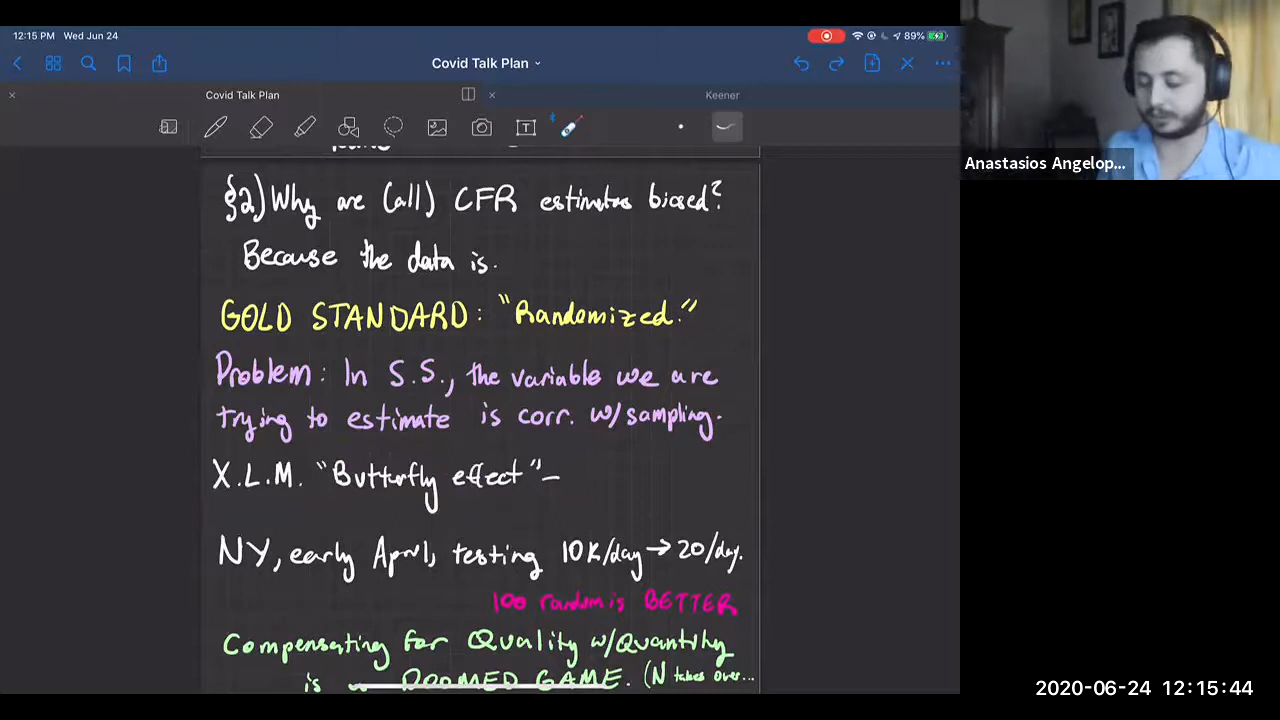 12:15 PM Wed Jun 24
89%
Covid Talk Plan
Covid Talk Plan
Keener
T
§2) Why are (all) CFR estimates biased?
Because the data is.
GOLD STANDARD: "Randomized."
Problem: In S.S., the variable we are
trying to estimate is corr. w/sampling.
X.L.M. "Butterfly effect" –
NY, early April, testing 10K/day → 20/day.
100 random is BETTER
Compensating for Quality w/Quantity
is a DOOMED GAME. (N takes over...
Anastasios Angelop...
2020-06-24 12:15:44